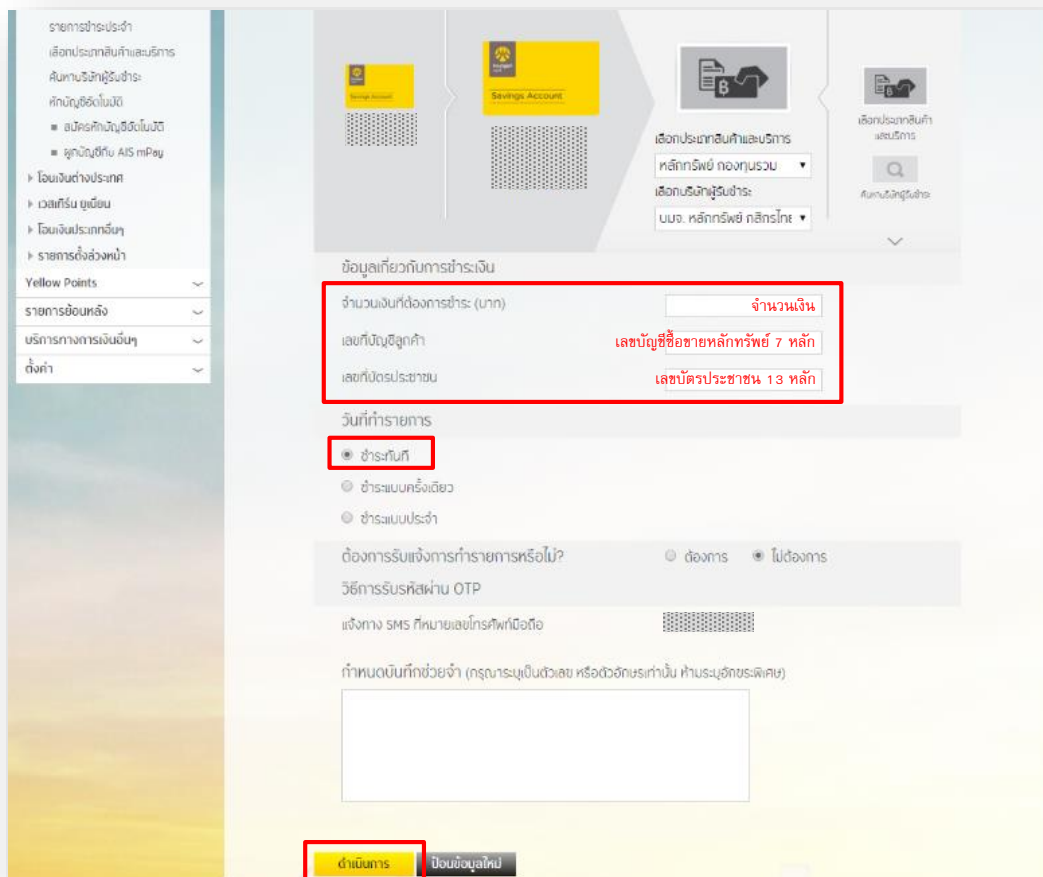 รายการชำระประจำ
เลือกประเภทสินค้าและบริการ
ค้นหาบริษัทผู้รับชำระ
หักบัญชีอัตโนมัติ
สมัครหักบัญชีอัตโนมัติ
ผูกบัญชีกับ AIS mPay
โอนเงินต่างประเทศ
เวสเทิร์น ยูเนี่ยน
โอนเงินประเภทอื่นๆ
รายการตั้งล่วงหน้า
Yellow Points
รายการย้อนหลัง
บริการทางการเงินอื่นๆ
ตั้งค่า
Savings Account
Savings Account
เลือกประเภทสินค้าและบริการ
หลักทรัพย์ กองทุนรวม
เลือกบริษัทผู้รับชำระ
บมจ. หลักทรัพย์ กสิกรไทย
เลือกประเภทสินค้า
และบริการ
ค้นหาบริษัทผู้รับชำระ
ข้อมูลเกี่ยวกับการชำระเงิน
จำนวนเงินที่ต้องการชำระ (บาท)
จำนวนเงิน
เลขที่บัญชีลูกค้า
เลขบัญชีซื้อขายหลักทรัพย์ 7 หลัก
เลขที่บัตรประชาชน
เลขบัตรประชาชน 13 หลัก
วันที่ทำรายการ
ชำระทันที
ชำระแบบครั้งเดียว
ชำระแบบประจำ
ต้องการรับแจ้งการทำรายการหรือไม่? ต้องการ ไม่ต้องการ
วิธีการรับรหัสผ่าน OTP
แจ้งทาง SMS ที่หมายเลขโทรศัพท์มือถือ
กำหนดบันทึกช่วยจำ (กรุณาระบุเป็นตัวเลข หรือตัวอักษรเท่านั้น ห้ามระบุอักขระพิเศษ)
ดำเนินการ ป้อนข้อมูลใหม่